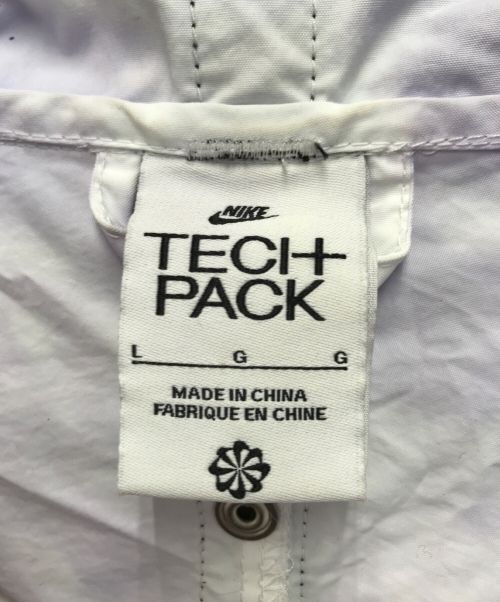 NIKE
TECH
PACK
L G G
MADE IN CHINA
FABRIQUE EN CHINE